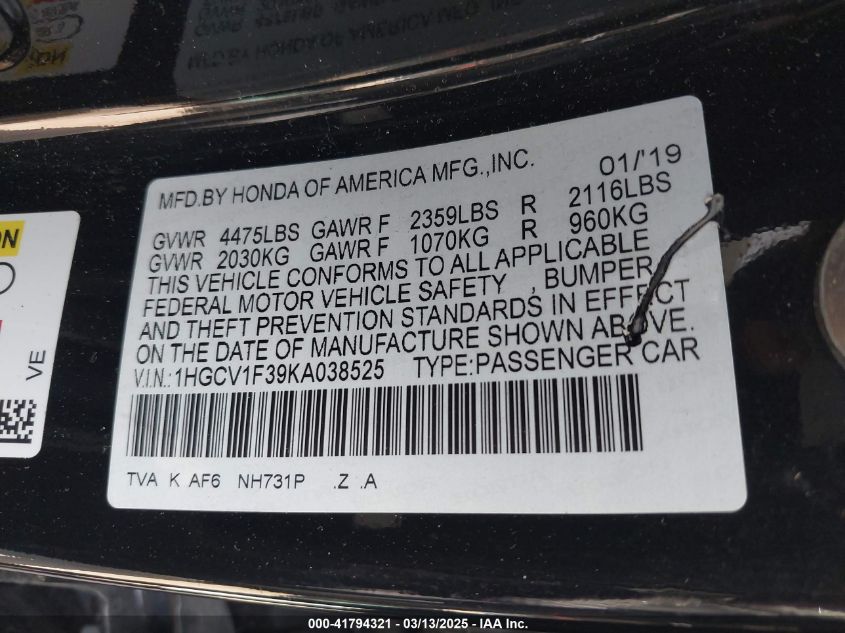 MFD.BY HONDA OF AMERICA MFG.,INC. 01/'19
GVWR 4475LBS GAWR F 2359LBS R 2116LBS
GVWR 2030KG GAWR F 1070KG R 960KG
THIS VEHICLE CONFORMS TO ALL APPLICABLE
FEDERAL MOTOR VEHICLE SAFETY , BUMPER,
AND THEFT PREVENTION STANDARDS IN EFFECT
ON THE DATE OF MANUFACTURE SHOWN ABOVE.
V.I.N.:1HGCV1F39KA038525 TYPE:PASSENGER CAR
TVA K AF6 NH731P .Z .A
VE
000-41794321 - 03/13/2025 - IAA Inc.